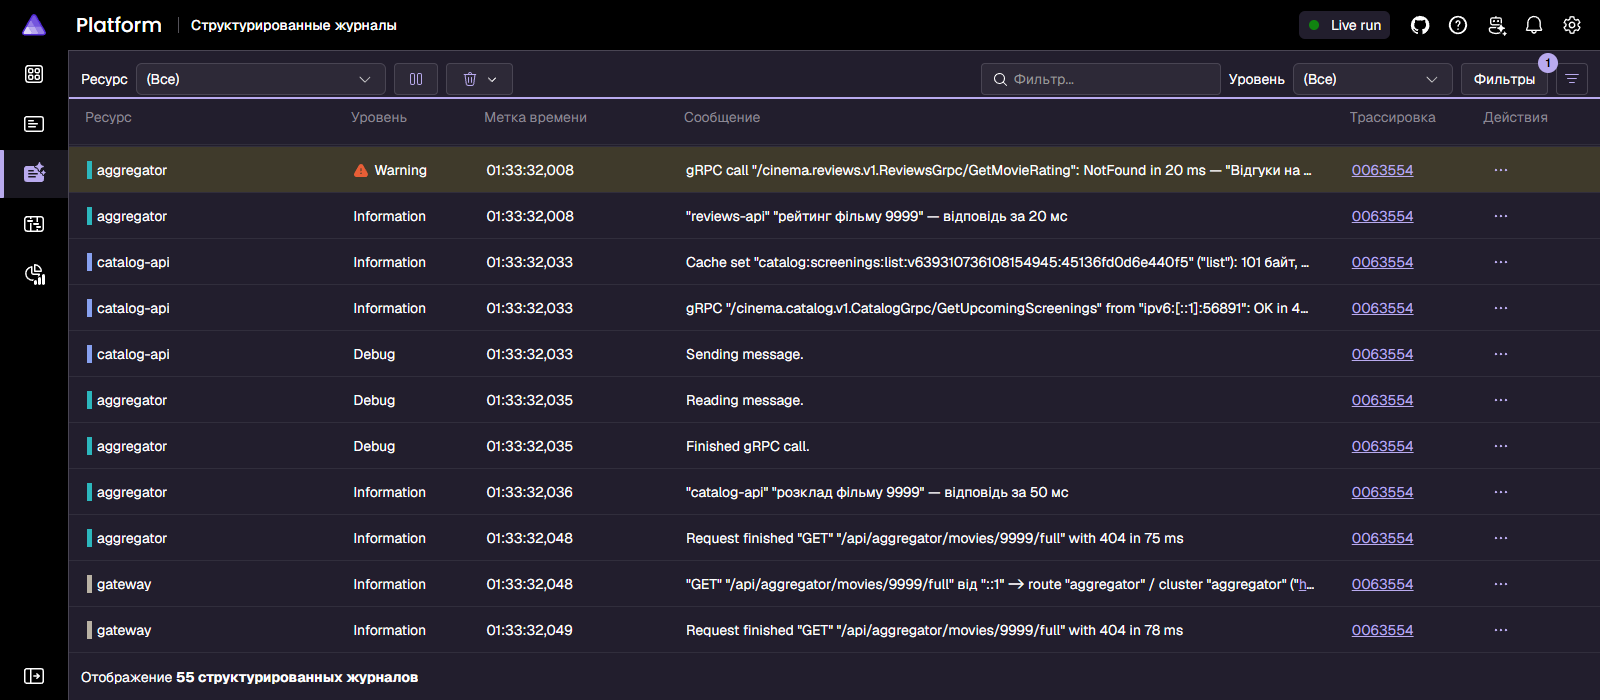 Platform | Структурированные журналы Live run
Ресурс (Все) Фильтр... Уровень (Все) Фильтры 1
Ресурс Уровень Метка времени Сообщение Трассировка Действия
aggregator Warning 01:33:32,008 gRPC call "/cinema.reviews.v1.ReviewsGrpc/GetMovieRating": NotFound in 20 ms — "Відгуки на ... 0063554 ...
aggregator Information 01:33:32,008 "reviews-api" "рейтинг фільму 9999" — відповідь за 20 мс 0063554 ...
catalog-api Information 01:33:32,033 Cache set "catalog:screenings:list:v639310736108154945:45136fd0d6e440f5" ("list"): 101 байт, ... 0063554 ...
catalog-api Information 01:33:32,033 gRPC "/cinema.catalog.v1.CatalogGrpc/GetUpcomingScreenings" from "ipv6:[::1]:56891": OK in 4... 0063554 ...
catalog-api Debug 01:33:32,033 Sending message. 0063554 ...
aggregator Debug 01:33:32,035 Reading message. 0063554 ...
aggregator Debug 01:33:32,035 Finished gRPC call. 0063554 ...
aggregator Information 01:33:32,036 "catalog-api" "розклад фільму 9999" — відповідь за 50 мс 0063554 ...
aggregator Information 01:33:32,048 Request finished "GET" "/api/aggregator/movies/9999/full" with 404 in 75 ms 0063554 ...
gateway Information 01:33:32,048 "GET" "/api/aggregator/movies/9999/full" від "::1" → route "aggregator" / cluster "aggregator" ("h... 0063554 ...
gateway Information 01:33:32,049 Request finished "GET" "/api/aggregator/movies/9999/full" with 404 in 78 ms 0063554 ...
Отображение 55 структурированных журналов